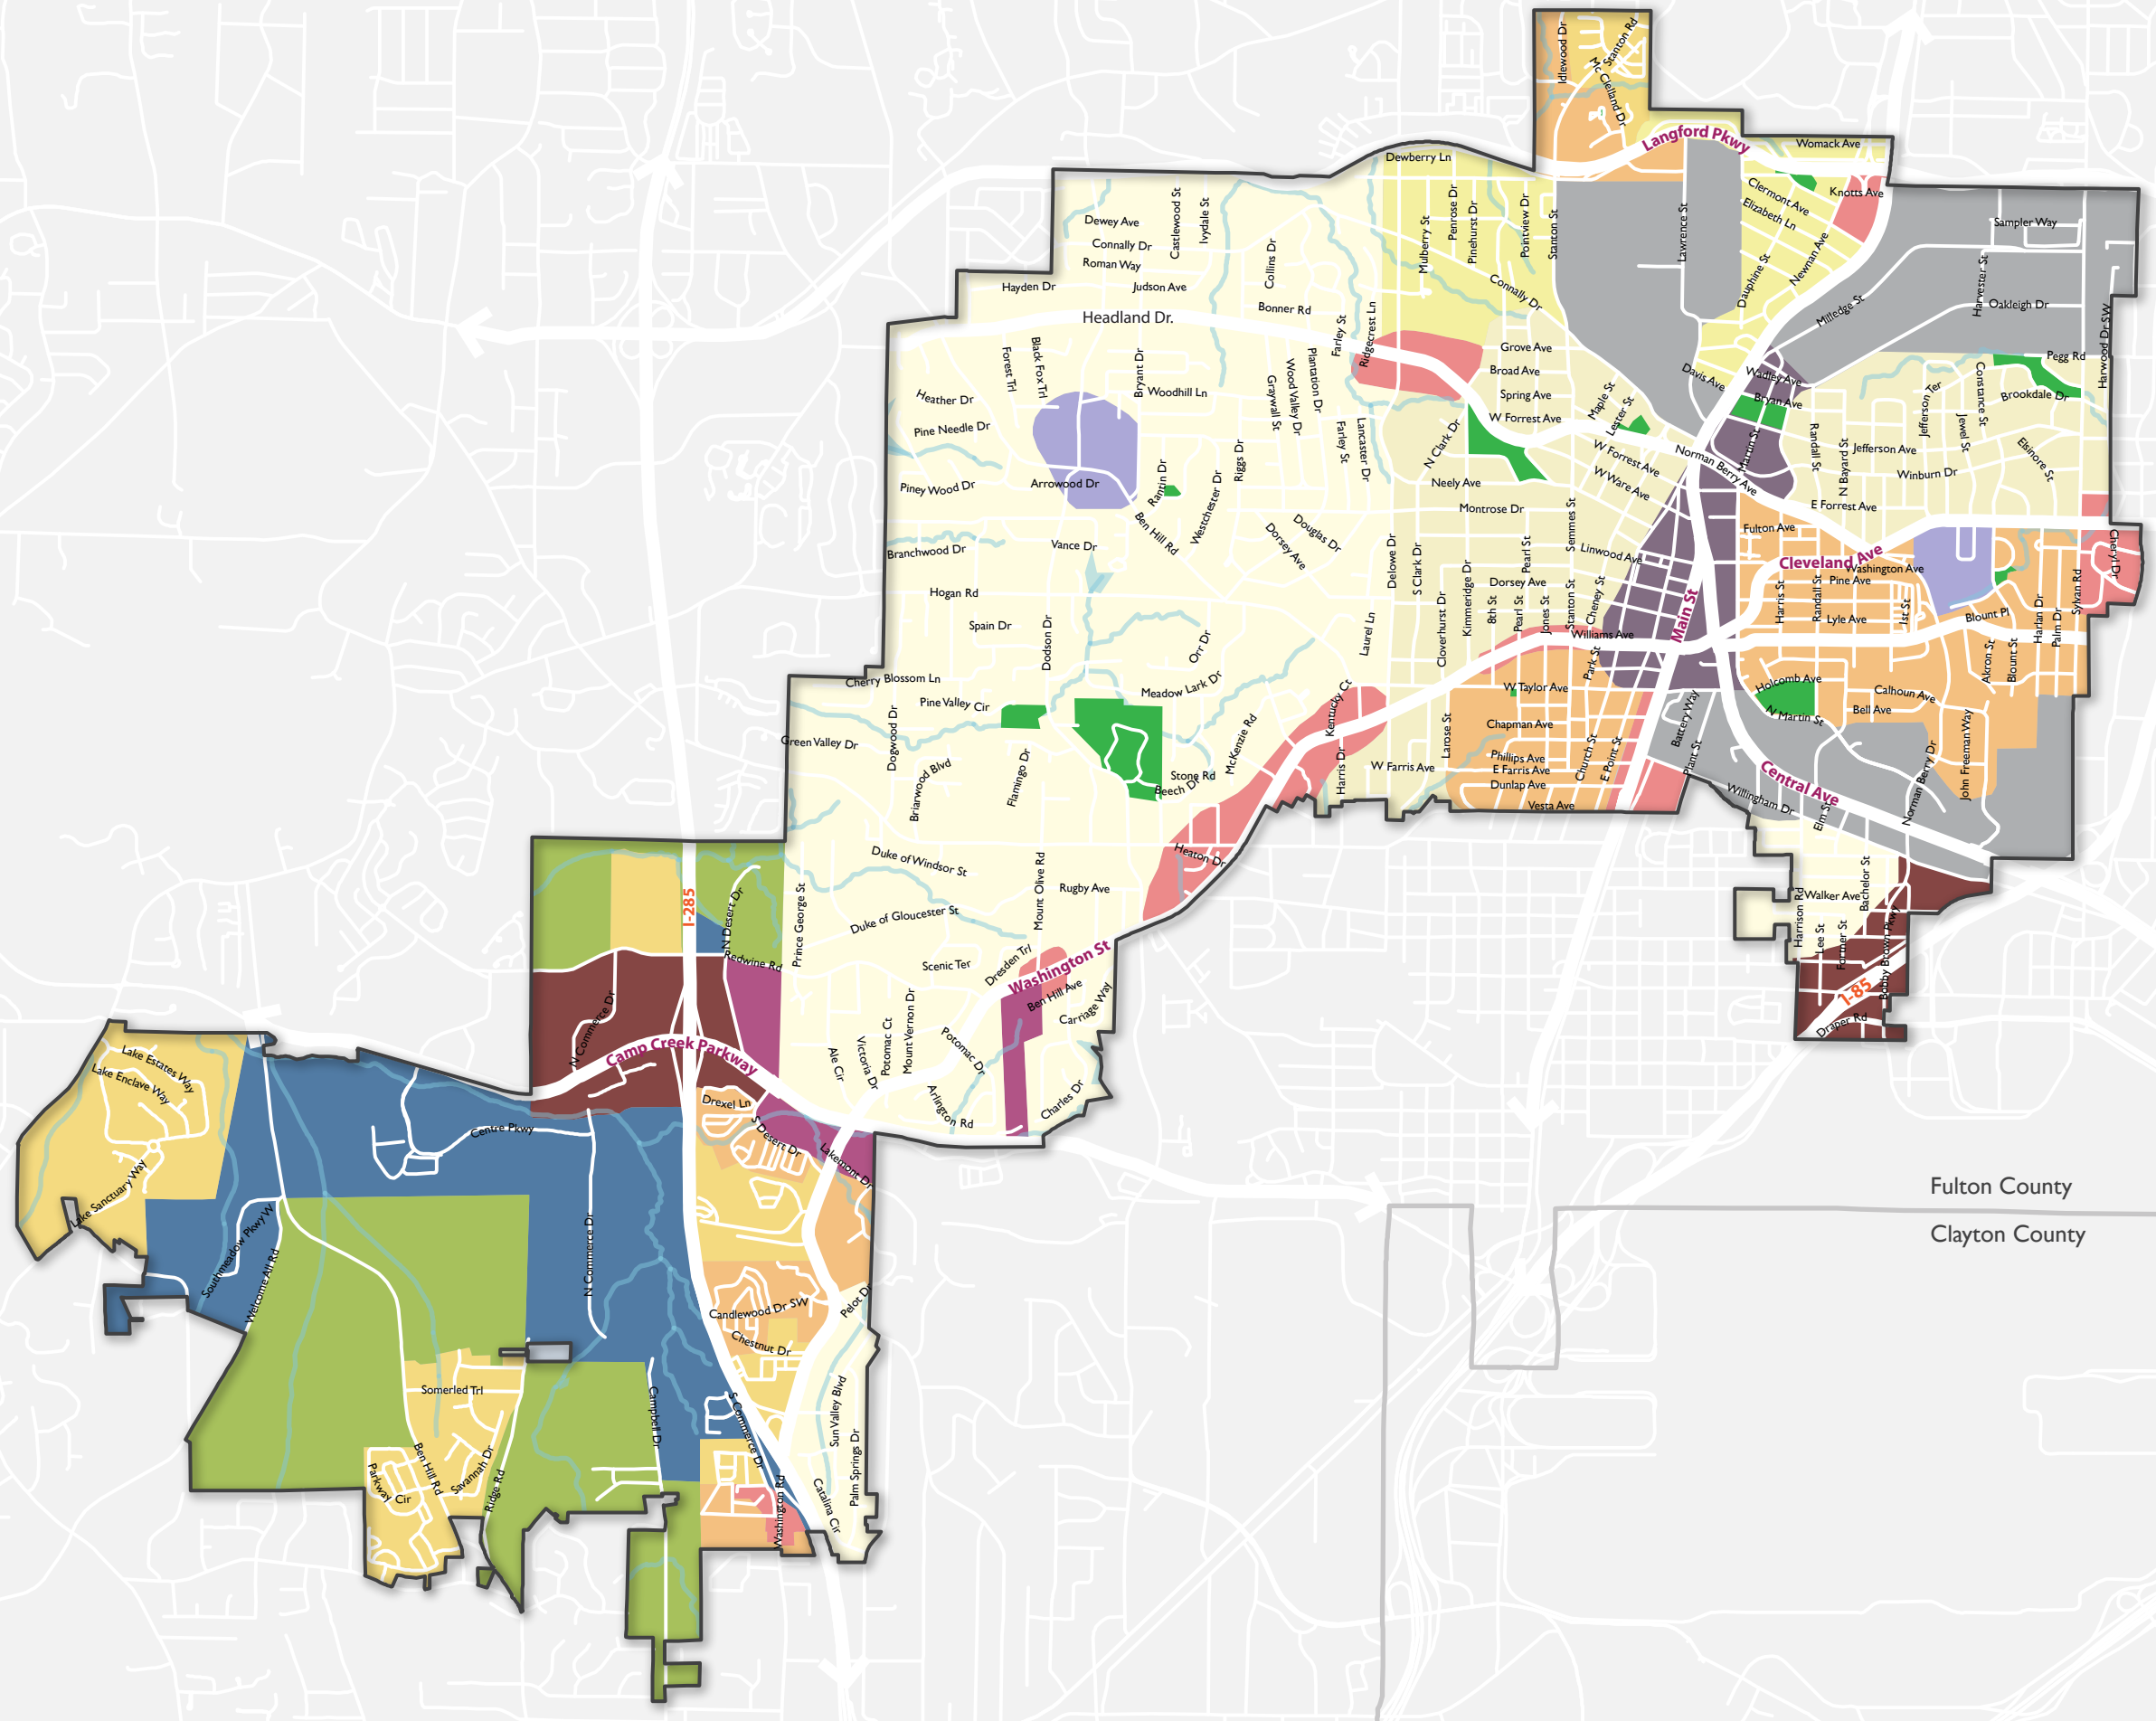 Idlewood Dr
Stanton Rd
Mc Clelland Dr
Langford Pkwy
Womack Ave
Dewberry Ln
Clermont Ave
Knotts Ave
Elizabeth Ln
Castlewood St
Ivydale St
Dewey Ave
Connally Dr
Roman Way
Hayden Dr
Judson Ave
Collins Dr
Bonner Rd
Mulberry St
Penrose Dr
Pinehurst Dr
Pointview Dr
Stanton St
Connally Dr
Lawrence St
Dauphine St
Newnan Ave
Sampler Way
Harvester St
Oakleigh Dr
Milledge St
Harwood Dr SW
Headland Dr.
Farley St
Ridgecrest Ln
Grove Ave
Broad Ave
Spring Ave
W Forrest Ave
Maple St
Lester St
Davis Ave
Wadley Ave
Bryan Ave
Pegg Rd
Brookdale Dr
Constance St
Jefferson Ter
Jewel St
Forest Trl
Black Fox Trl
Bryant Dr
Woodhill Ln
Graywall St
Wood Valley Dr
Plantation Dr
Farley St
Lancaster Dr
Heather Dr
Pine Needle Dr
Piney Wood Dr
Arrowood Dr
Rantin Dr
Ben Hill Rd
Westchester Dr
Riggs Dr
N Clark Dr
Neely Ave
Montrose Dr
W Forrest Ave
W Ware Ave
Norman Berry Ave
Martin St
Randall St
N Bayard St
Jefferson Ave
Winburn Dr
Elsinore St
E Forrest Ave
Fulton Ave
Cleveland Ave
Washington Ave
Pine Ave
Cheryl Dr
Branchwood Dr
Vance Dr
Dorsey Ave
Douglas Dr
Delowe Dr
S Clark Dr
Kimmeridge Dr
Pearl St
Semmes St
Linwood Ave
Dorsey Ave
Hogan Rd
Spain Dr
Dodson Dr
Orr Dr
Laurel Ln
Cloverhurst Dr
8th St
Pearl St
Jones St
Stanton St
Cheney St
Williams Ave
Main St
Harris St
Randall St
Lyle Ave
1st St
Blount Pl
Harlan Dr
Palm Dr
Sylvan Rd
Cherry Blossom Ln
Pine Valley Cir
Meadow Lark Dr
Park St
W Taylor Ave
Holcomb Ave
Calhoun Ave
Akron St
Blount St
Green Valley Dr
Dogwood Dr
Briarwood Blvd
Flamingo Dr
Stone Rd
Beech Dr
McKenzie Rd
Kentucky Ct
Harris Dr
W Farris Ave
Larose St
Chapman Ave
Phillips Ave
E Farris Ave
Dunlap Ave
Vesta Ave
Church St
E Point St
Battery Way
Plant St
N Martin St
Bell Ave
Central Ave
Willingham Dr
Elm St
Norman Berry Dr
John Freeman Way
Duke of Windsor St
Mount Olive Rd
Rugby Ave
Heaton Dr
I-285
N Desert Dr
Prince George St
Duke of Gloucester St
Redwine Rd
Scenic Ter
Dresden Trl
Washington St
Ben Hill Ave
Carriage Way
Walker Ave
Bachelor St
Harrison Rd
Lee St
Former St
Bobby Brown Pkwy
I-85
Draper Rd
N Commerce Dr
Camp Creek Parkway
Ale Cir
Victoria Dr
Potomac Ct
Mount Vernon Dr
Potomac Dr
Arlington Rd
Charles Dr
Lake Estates Way
Lake Enclave Way
Lake Sanctuary Way
Centre Pkwy
Drexel Ln
S Desert Dr
Lakemont Dr
Southmeadow Pkwy W
Welcome All Rd
N Commerce Dr
Fulton County
Clayton County
Candlewood Dr SW
Chestnut Dr
Pelot Dr
Somerled Trl
Ben Hill Rd
Savannah Dr
Ridge Rd
Parkway
Cir
Campbell Dr
S Commerce Dr
Washington Rd
Sun Valley Blvd
Palm Springs Dr
Catalina Cir